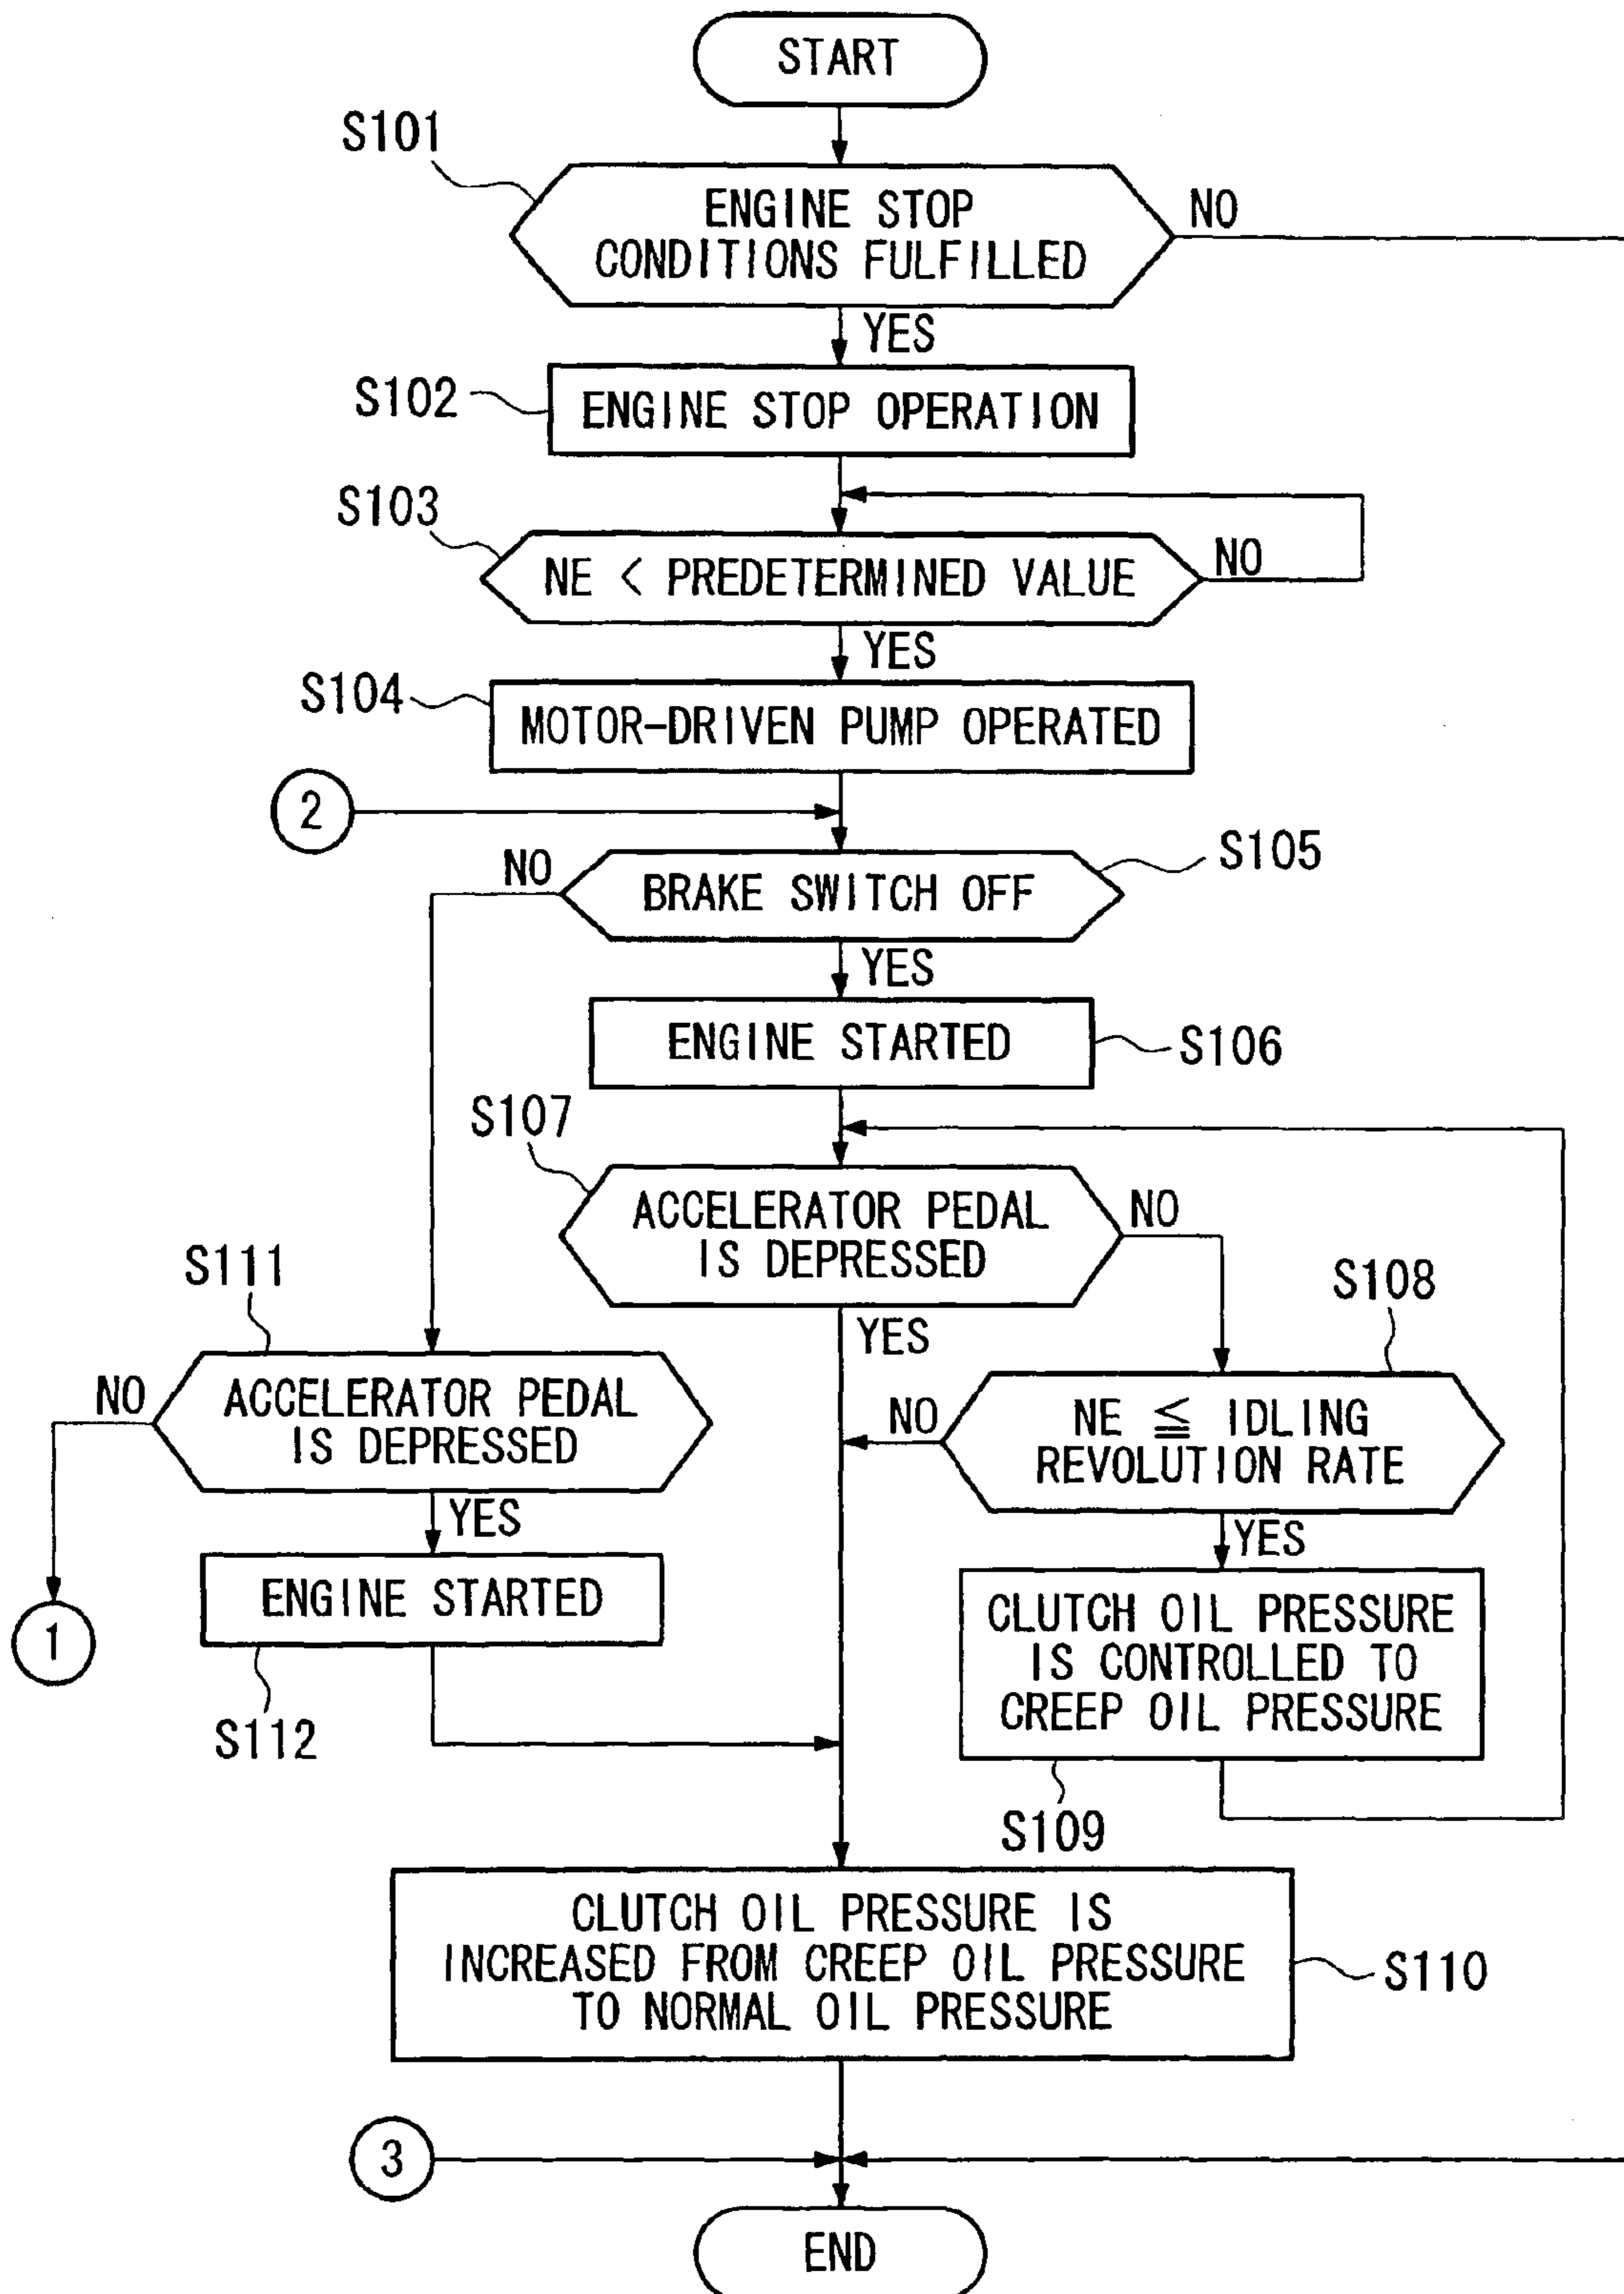 START
S101
ENGINE STOP
CONDITIONS FULFILLED
NO
YES
S102
ENGINE STOP OPERATION
S103
NE < PREDETERMINED VALUE
NO
YES
S104
MOTOR-DRIVEN PUMP OPERATED
2
NO
BRAKE SWITCH OFF
S105
YES
ENGINE STARTED
S106
S107
ACCELERATOR PEDAL
IS DEPRESSED
NO
YES
S111
ACCELERATOR PEDAL
IS DEPRESSED
NO
YES
S108
NE ≦ IDLING
REVOLUTION RATE
NO
YES
1
ENGINE STARTED
S112
CLUTCH OIL PRESSURE
IS CONTROLLED TO
CREEP OIL PRESSURE
S109
CLUTCH OIL PRESSURE IS
INCREASED FROM CREEP OIL PRESSURE
TO NORMAL OIL PRESSURE
S110
3
END